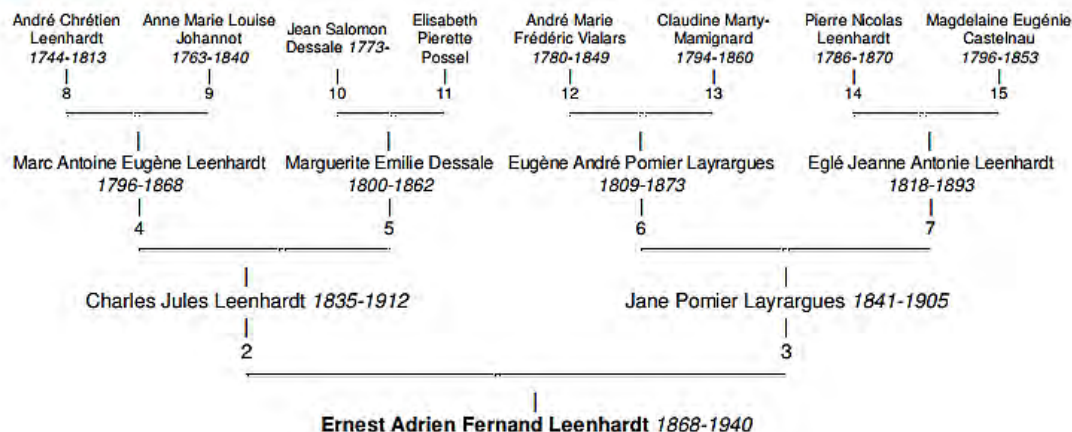 André Chrétien
Leenhardt
1744-1813
Anne Marie Louise
Johannot
1763-1840
Jean Salomon
Dessale 1773-
Elisabeth
Pierette
Possel
André Marie
Frédéric Vialars
1780-1849
Claudine Marty-
Mamignard
1794-1860
Pierre Nicolas
Leenhardt
1786-1870
Magdelaine Eugénie
Castelnau
1796-1853
8
9
10
11
12
13
14
15
Marc Antoine Eugène Leenhardt
1796-1868
Marguerite Emilie Dessale
1800-1862
Eugène André Pomier Layrargues
1809-1873
Eglé Jeanne Antonie Leenhardt
1818-1893
4
5
6
7
Charles Jules Leenhardt 1835-1912
Jane Pomier Layrargues 1841-1905
2
3
Ernest Adrien Fernand Leenhardt 1868-1940